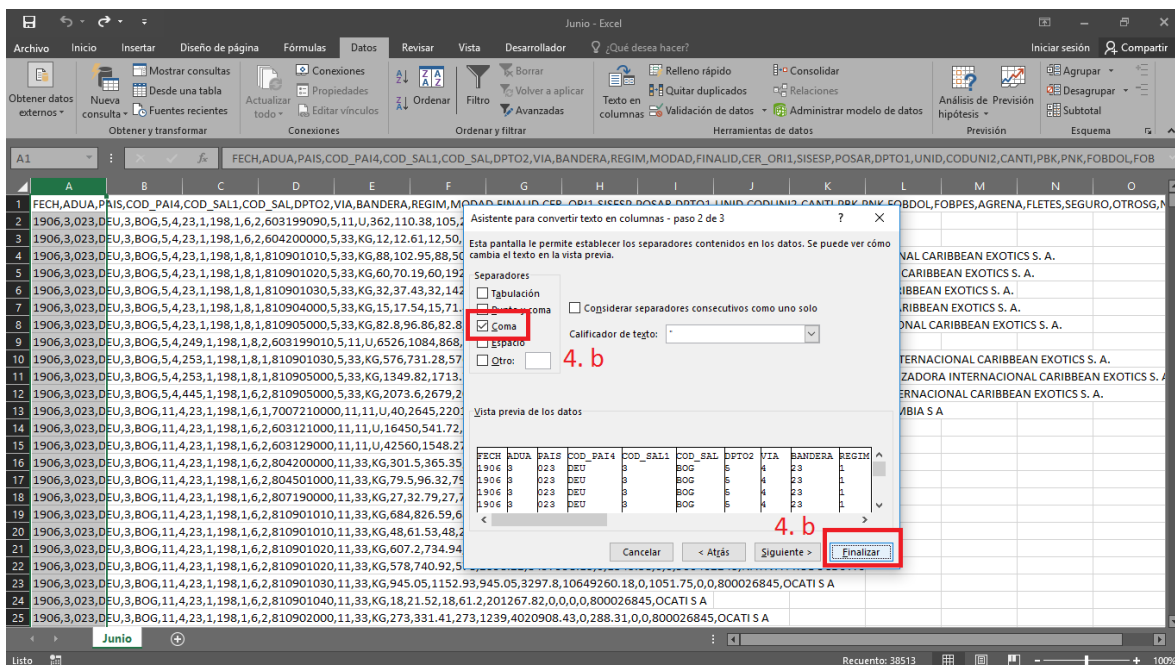 Junio - Excel
Archivo Inicio Insertar Diseño de página Fórmulas Datos Revisar Vista Desarrollador ¿Qué desea hacer? Iniciar sesión Compartir
Obtener datos externos
Nueva consulta
Mostrar consultas
Desde una tabla
Fuentes recientes
Obtener y transformar
Actualizar todo
Conexiones
Propiedades
Editar vínculos
Conexiones
Ordenar
Filtro
Borrar
Volver a aplicar
Avanzadas
Ordenar y filtrar
Texto en columnas
Relleno rápido
Quitar duplicados
Validación de datos
Consolidar
Relaciones
Administrar modelo de datos
Herramientas de datos
Análisis de hipótesis
Previsión
Previsión
Agrupar
Desagrupar
Subtotal
Esquema
A1 fx FECH,ADUA,PAIS,COD_PAI4,COD_SAL1,COD_SAL,DPTO2,VIA,BANDERA,REGIM,MODAD,FINALID,CER_ORI1,SISESP,POSAR,DPTO1,UNID,CODUNI2,CANTI,PBK,PNK,FOBDOL,FOB
A B C D E F G H I J K L M N O
1 FECH,ADUA,PAIS,COD_PAI4,COD_SAL1,COD_SAL,DPTO2,VIA,BANDERA,REGIM,MODAD,FINALID,CER_ORI1,SISESP,POSAR,DPTO1,UNID,CODUNI2,CANTI,PBK,PNK,FOBDOL,FOBPES,AGRENA,FLETES,SEGURO,OTROSG,N
2 1906,3,023,DEU,3,BOG,5,4,23,1,198,1,6,2,603199090,5,11,U,362,110.38,105,2
3 1906,3,023,DEU,3,BOG,5,4,23,1,198,1,6,2,604200000,5,33,KG,12,12.61,12,50,
4 1906,3,023,DEU,3,BOG,5,4,23,1,198,1,8,1,810901010,5,33,KG,88,102.95,88,50 NAL CARIBBEAN EXOTICS S. A.
5 1906,3,023,DEU,3,BOG,5,4,23,1,198,1,8,1,810901020,5,33,KG,60,70.19,60,192 CARIBBEAN EXOTICS S. A.
6 1906,3,023,DEU,3,BOG,5,4,23,1,198,1,8,1,810901030,5,33,KG,32,37.43,32,142 IBBEAN EXOTICS S. A.
7 1906,3,023,DEU,3,BOG,5,4,23,1,198,1,8,1,810904000,5,33,KG,15,17.54,15,71. ARIBBEAN EXOTICS S. A.
8 1906,3,023,DEU,3,BOG,5,4,23,1,198,1,8,1,810905000,5,33,KG,82.8,96.86,82.8 ONAL CARIBBEAN EXOTICS S. A.
9 1906,3,023,DEU,3,BOG,5,4,249,1,198,1,8,2,603199010,5,11,U,6526,1084,868,
10 1906,3,023,DEU,3,BOG,5,4,253,1,198,1,8,1,810901030,5,33,KG,576,731.28,57 TERNACIONAL CARIBBEAN EXOTICS S. A.
11 1906,3,023,DEU,3,BOG,5,4,253,1,198,1,8,1,810905000,5,33,KG,1349.82,1713. ZADORA INTERNACIONAL CARIBBEAN EXOTICS S. A
12 1906,3,023,DEU,3,BOG,5,4,445,1,198,1,6,2,810905000,5,33,KG,2073.6,2679,2 ERNACIONAL CARIBBEAN EXOTICS S. A.
13 1906,3,023,DEU,3,BOG,11,4,23,1,198,1,6,1,7007210000,11,11,U,40,2645,2201 MBIA S A
14 1906,3,023,DEU,3,BOG,11,4,23,1,198,1,6,2,603121000,11,11,U,16450,541.72,
15 1906,3,023,DEU,3,BOG,11,4,23,1,198,1,6,2,603129000,11,11,U,42560,1548.27
16 1906,3,023,DEU,3,BOG,11,4,23,1,198,1,6,2,804200000,11,33,KG,301.5,365.35
17 1906,3,023,DEU,3,BOG,11,4,23,1,198,1,6,2,804501000,11,33,KG,79.5,96.32,79
18 1906,3,023,DEU,3,BOG,11,4,23,1,198,1,6,2,807190000,11,33,KG,27,32.79,27,7
19 1906,3,023,DEU,3,BOG,11,4,23,1,198,1,6,2,810901010,11,33,KG,684,826.59,6
20 1906,3,023,DEU,3,BOG,11,4,23,1,198,1,6,2,810901010,11,33,KG,48,61.53,48,2
21 1906,3,023,DEU,3,BOG,11,4,23,1,198,1,6,2,810901020,11,33,KG,607.2,734.94
22 1906,3,023,DEU,3,BOG,11,4,23,1,198,1,6,2,810901020,11,33,KG,578,740.92,5
23 1906,3,023,DEU,3,BOG,11,4,23,1,198,1,6,2,810901030,11,33,KG,945.05,1152.93,945.05,3297.8,10649260.18,0,1051.75,0,0,800026845,OCATI S A
24 1906,3,023,DEU,3,BOG,11,4,23,1,198,1,6,2,810901040,11,33,KG,18,21.52,18,61.2,201267.82,0,0,0,0,800026845,OCATI S A
25 1906,3,023,DEU,3,BOG,11,4,23,1,198,1,6,2,810902000,11,33,KG,273,331.41,273,1239,4020908.43,0,288.31,0,0,800026845,OCATI S A
Asistente para convertir texto en columnas - paso 2 de 3 ? ×
Esta pantalla le permite establecer los separadores contenidos en los datos. Se puede ver cómo
cambia el texto en la vista previa.
Separadores
Tabulación
Punto y coma
Coma
Espacio
Otro:
Considerar separadores consecutivos como uno solo
Calificador de texto: "
4. b
Vista previa de los datos
FECH ADUA PAIS COD_PAI4 COD_SAL1 COD_SAL DPTO2 VIA BANDERA REGIM
1906 3 023 DEU 3 BOG 5 4 23 1
1906 3 023 DEU 3 BOG 5 4 23 1
1906 3 023 DEU 3 BOG 5 4 23 1
1906 3 023 DEU 3 BOG 5 4 23 1
4. b
Cancelar < Atrás Siguiente > Finalizar
Junio
Listo Recuento: 38513 100%